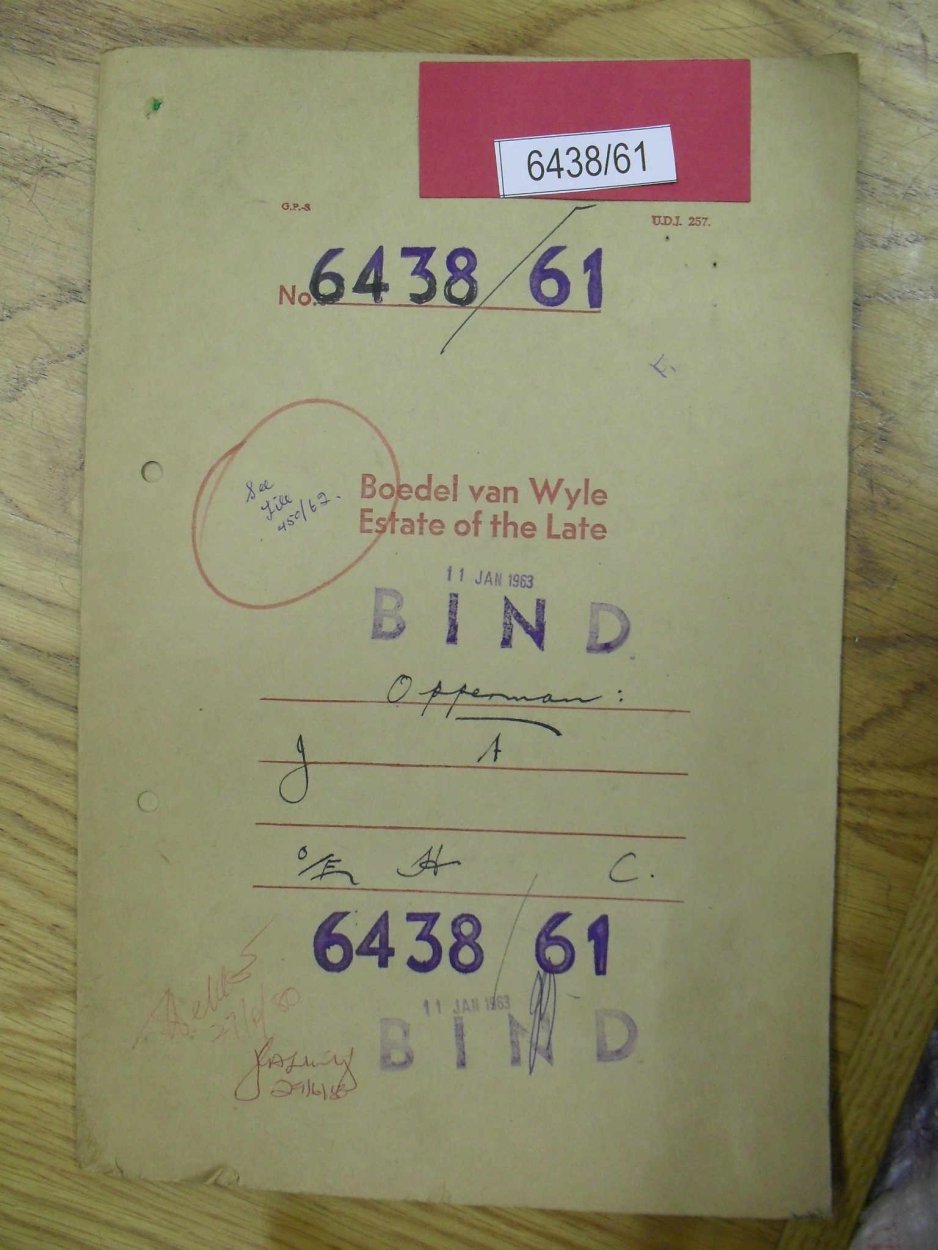 6438/61
G.P.-S
U.D.J. 257.
No. 6438/61
F.
See
File
450/62.
Boedel van Wyle
Estate of the Late
11 JAN 1963
BIND
Opperman:
J A
H C.
6438/61
11 JAN 1963
BIND